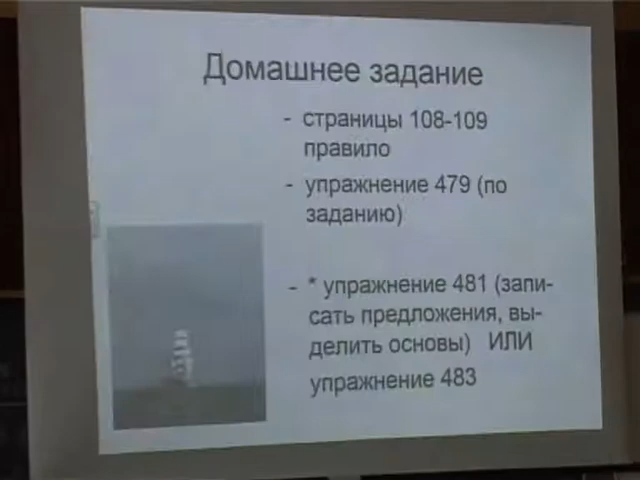 Домашнее задание
- страницы 108-109
правило
- упражнение 479 (по
заданию)
- * упражнение 481 (запи-
сать предложения, вы-
делить основы) ИЛИ
упражнение 483